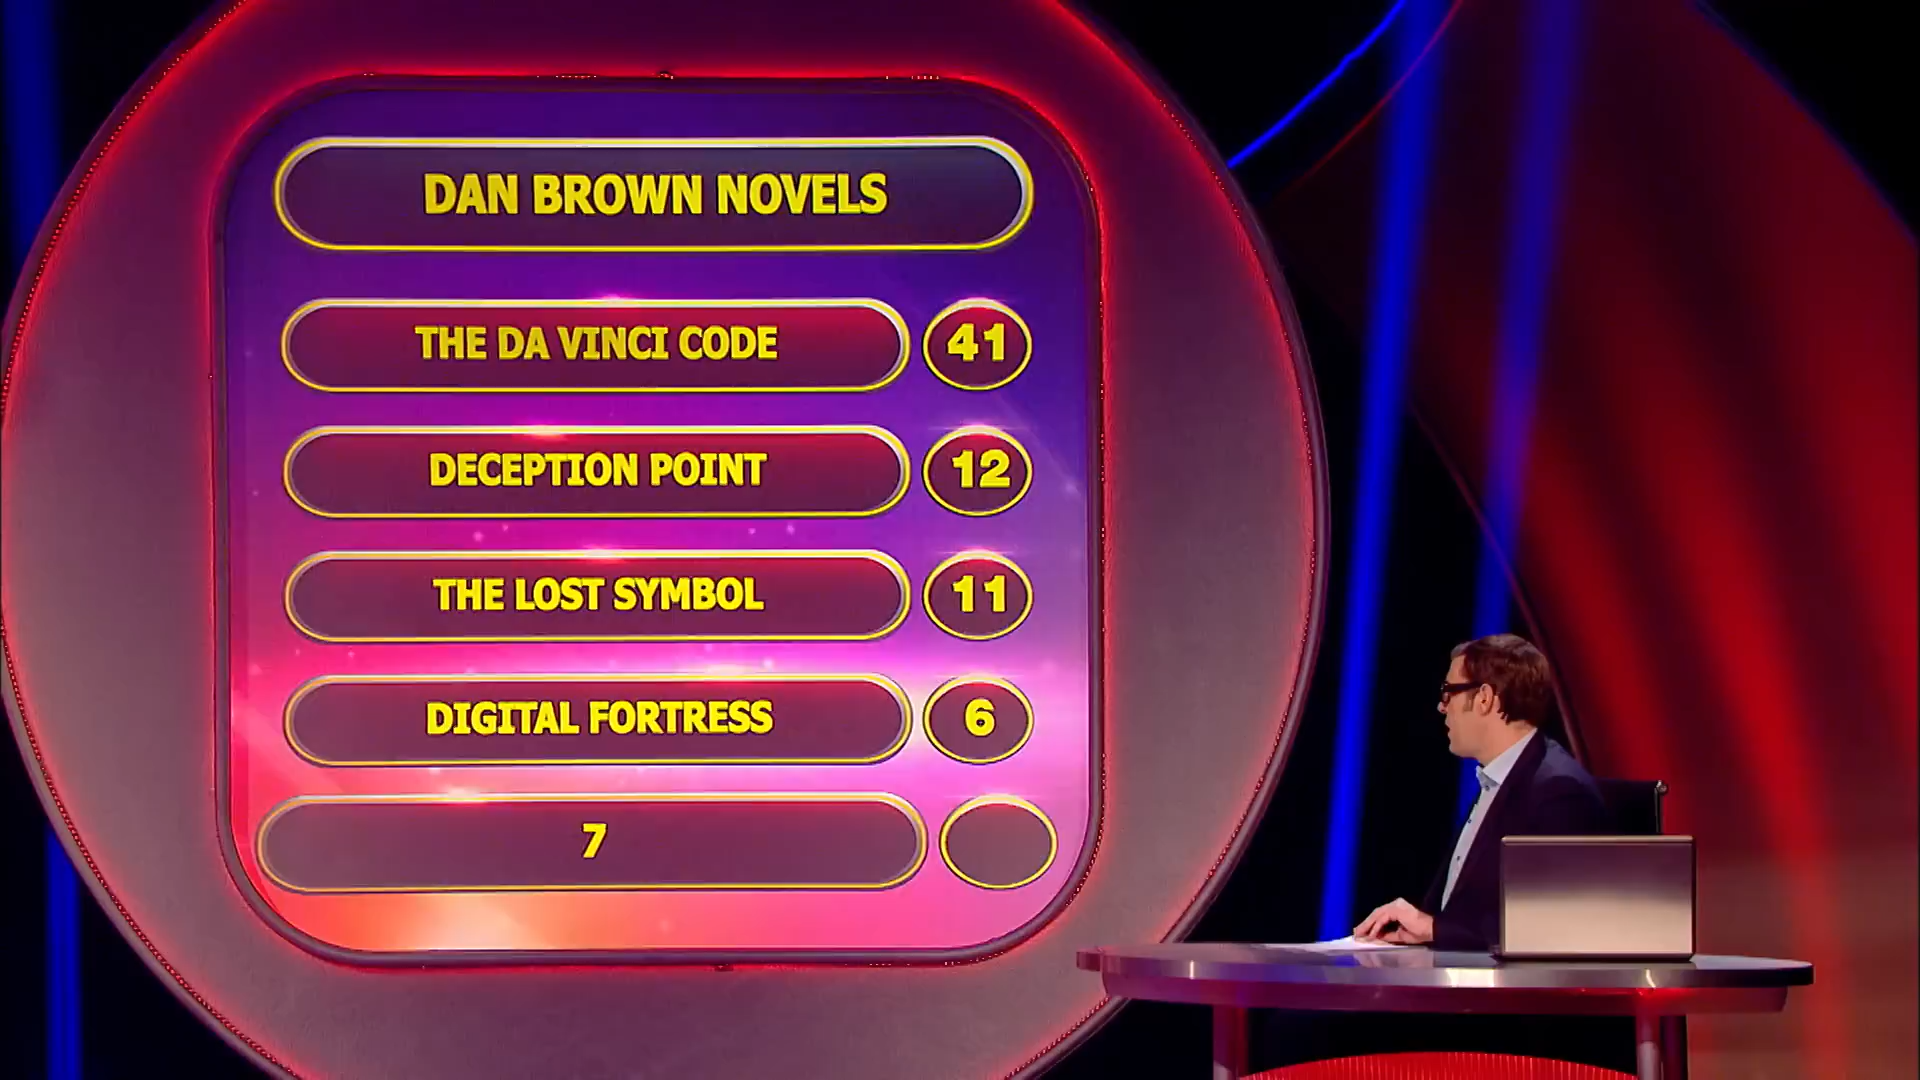 DAN BROWN NOVELS
THE DA VINCI CODE 41
DECEPTION POINT 12
THE LOST SYMBOL 11
DIGITAL FORTRESS 6
7